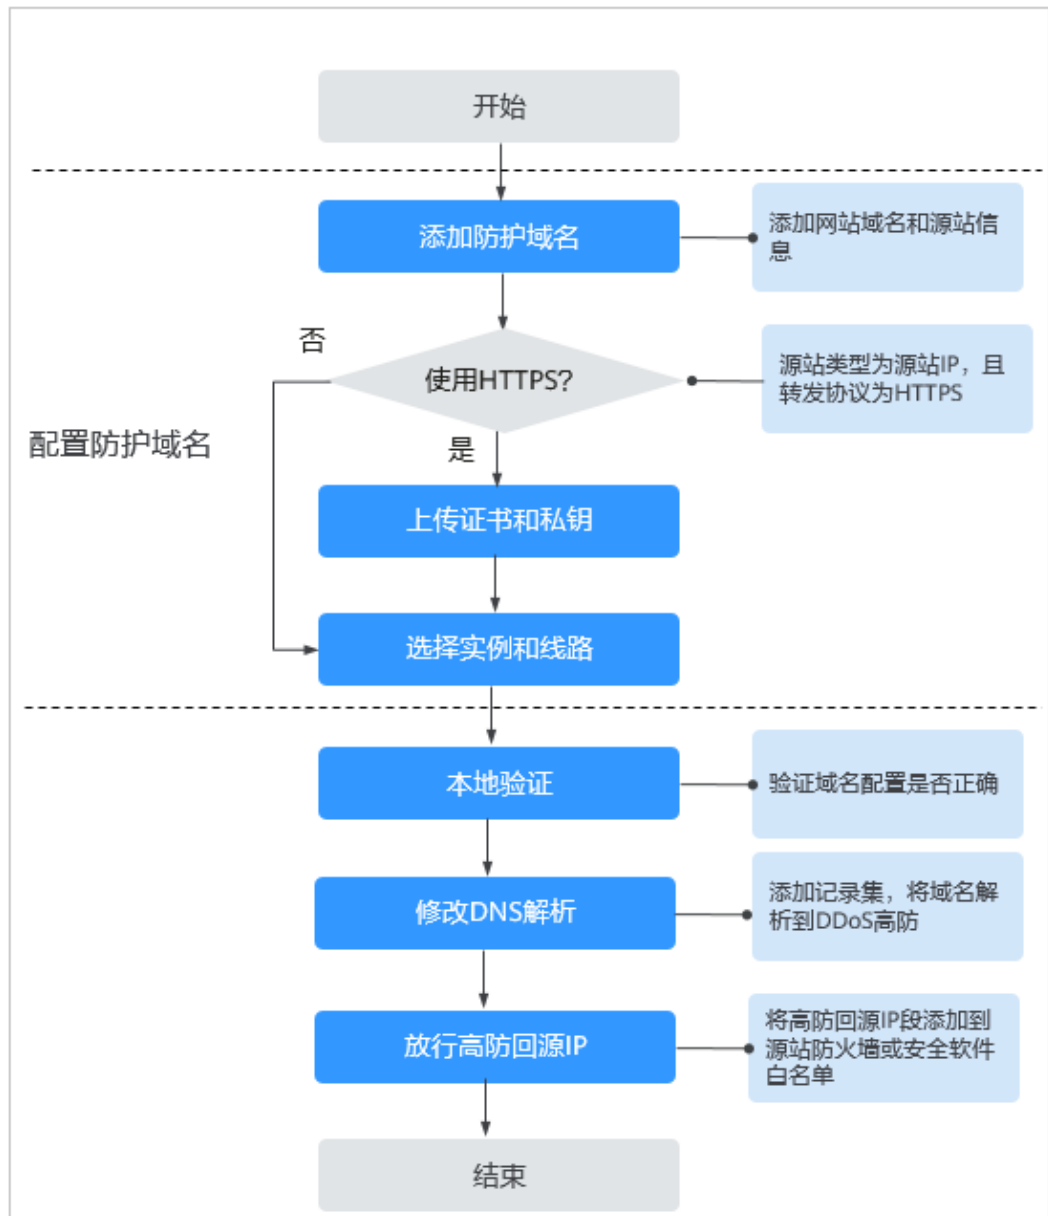 开始
添加防护域名
添加网站域名和源站信
息
否
使用HTTPS?
源站类型为源站IP，且
转发协议为HTTPS
配置防护域名
是
上传证书和私钥
选择实例和线路
本地验证
验证域名配置是否正确
修改DNS解析
添加记录集，将域名解
析到DDoS高防
放行高防回源IP
将高防回源IP段添加到
源站防火墙或安全软件
白名单
结束